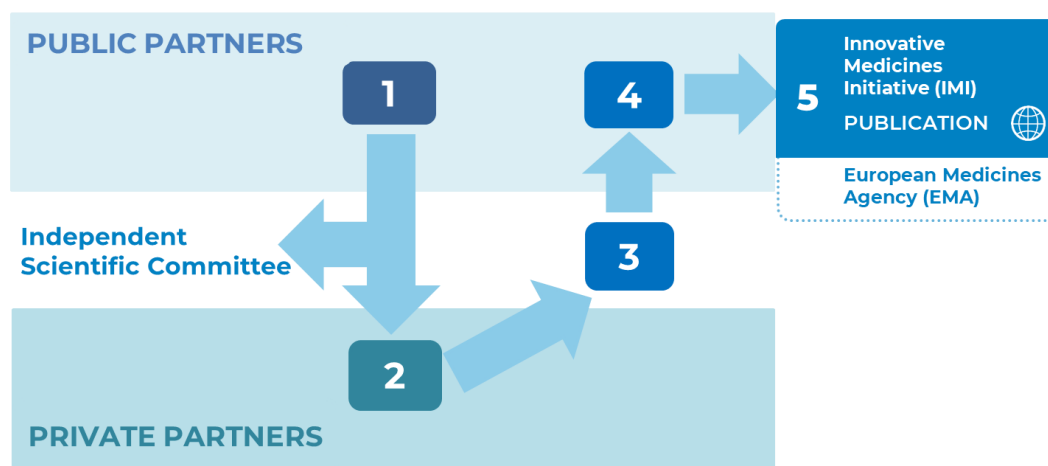 PUBLIC PARTNERS
1
4
5
Innovative
Medicines
Initiative (IMI)
PUBLICATION
European Medicines
Agency (EMA)
Independent
Scientific Committee
3
2
PRIVATE PARTNERS